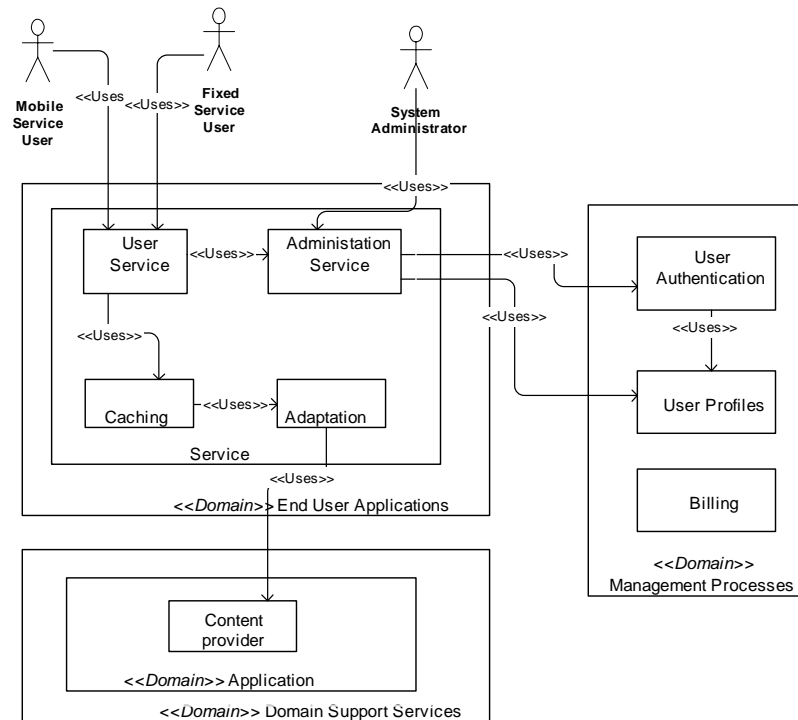 Mobile
Service
User
<<Uses
<<Uses>>
Fixed
Service
User
System
Administrator
<<Uses>>
User
Service
<<Uses>>
Administation
Service
<<Uses>>
User
Authentication
<<Uses>>
<<Uses>>
<<Uses>>
Caching
<<Uses>>
Adaptation
User Profiles
Service
<<Uses>>
<<Domain>> End User Applications
Billing
<<Domain>>
Management Processes
Content
provider
<<Domain>> Application
<<Domain>> Domain Support Services